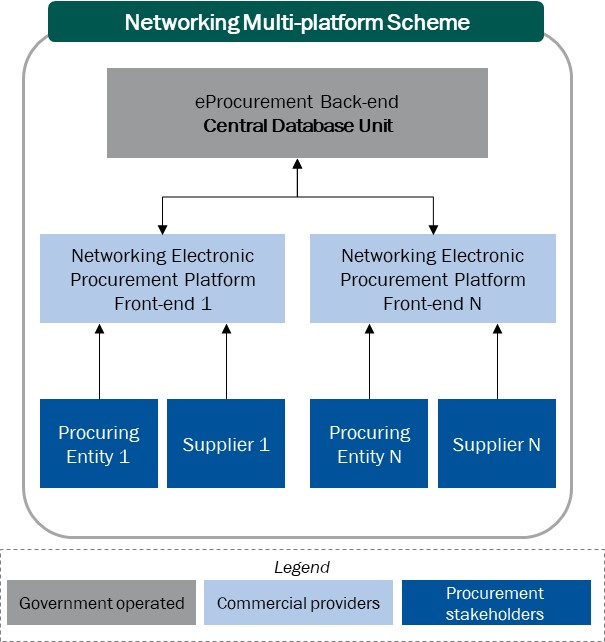 Networking Multi-platform Scheme
eProcurement Back-end
Central Database Unit
Networking Electronic
Procurement Platform
Front-end 1
Networking Electronic
Procurement Platform
Front-end N
Procuring
Entity 1
Supplier 1
Procuring
Entity N
Supplier N
Legend
Government operated
Commercial providers
Procurement
stakeholders